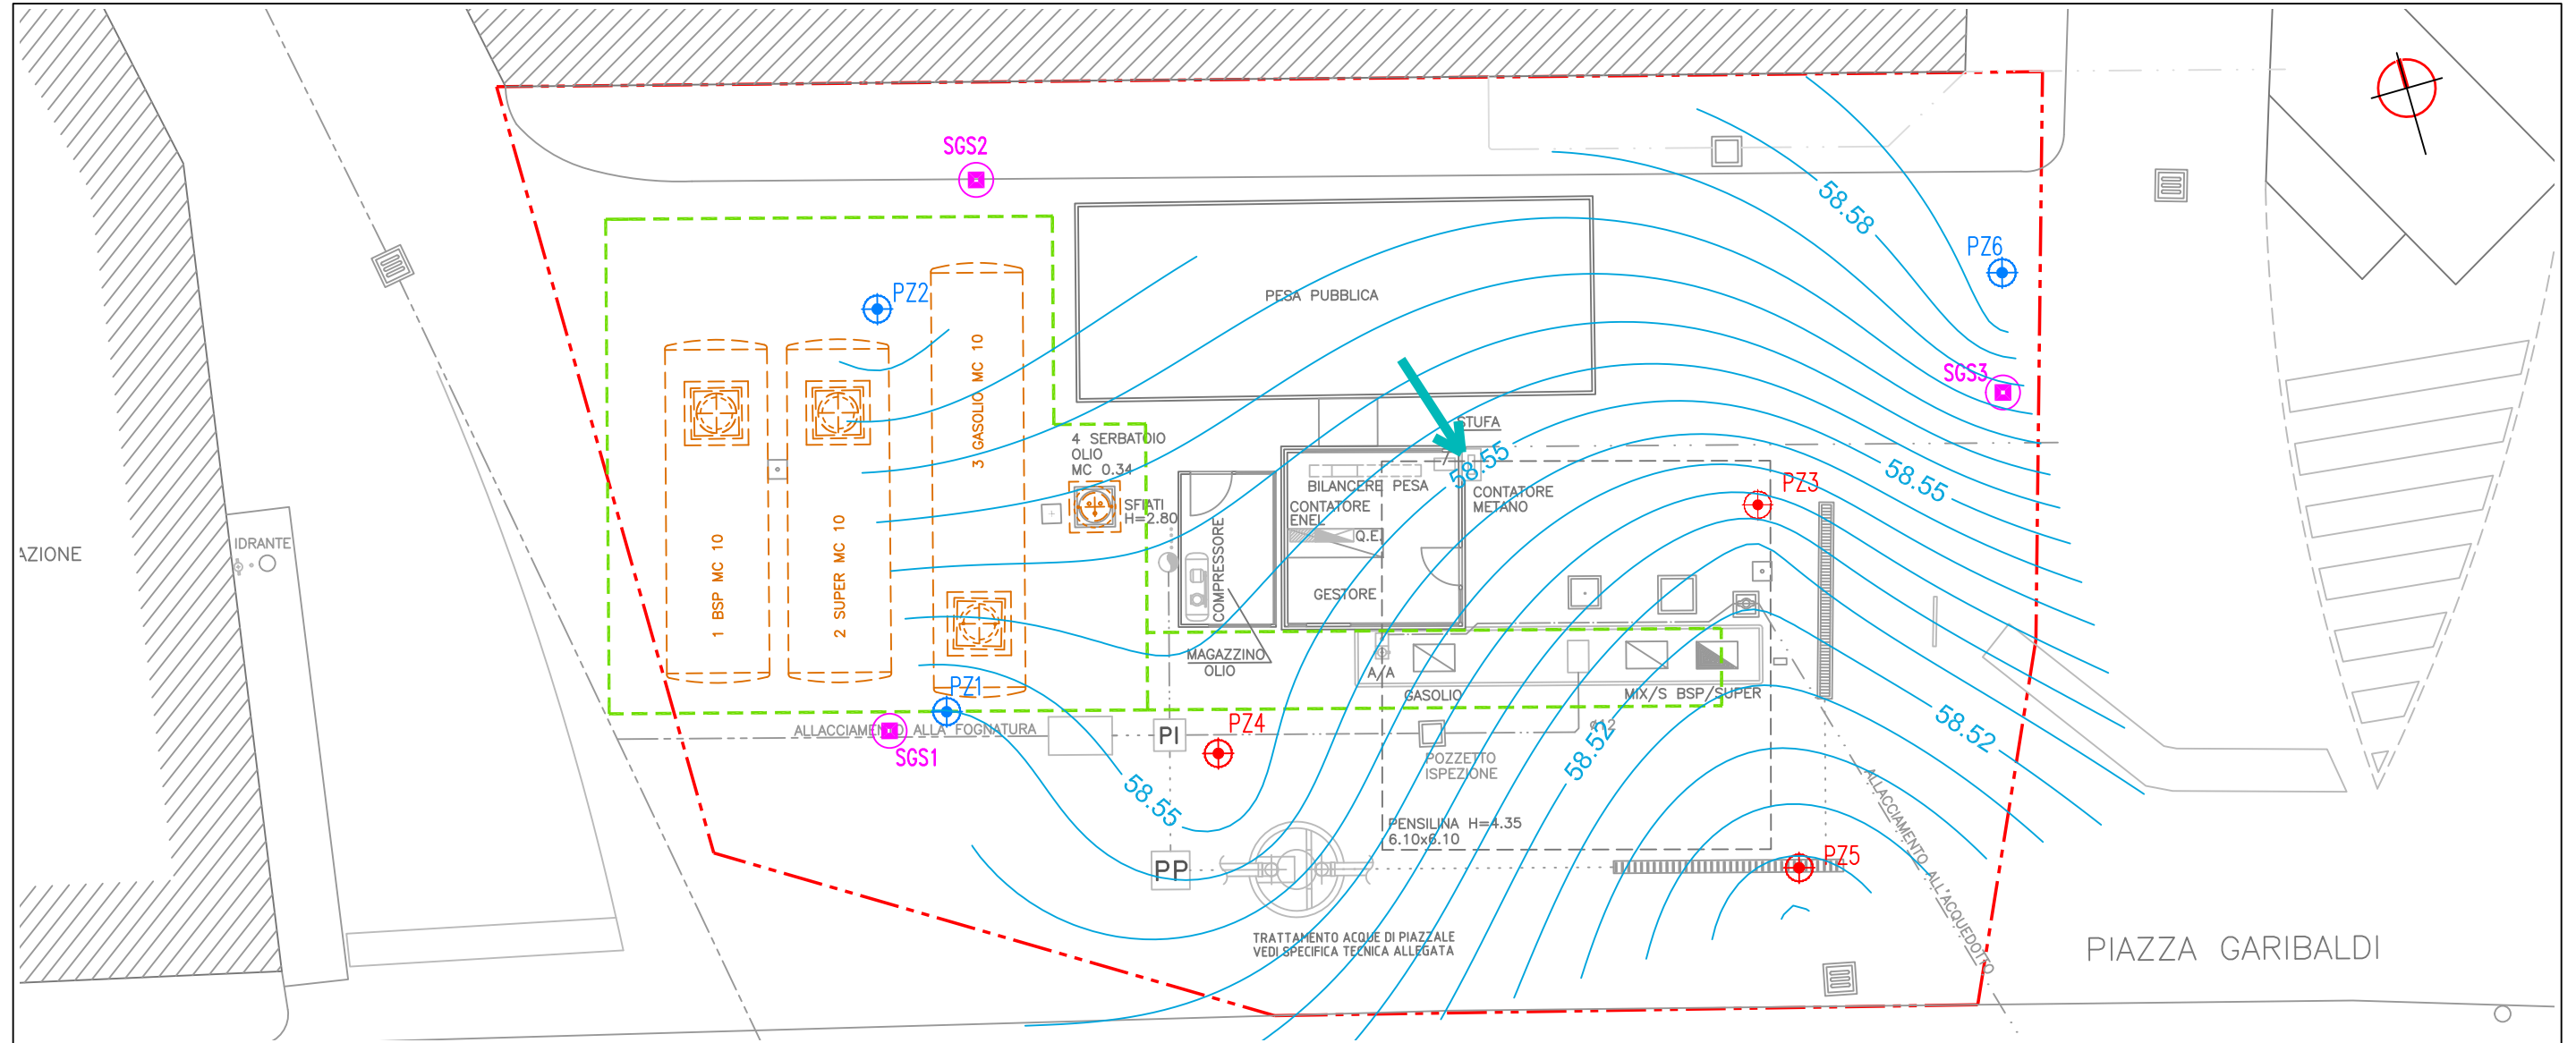 SGS2
58.58
PZ6
PZ2
PESA PUBBLICA
SGS3
3 GASOLIO MC 10
STUFA
4 SERBATOIO
OLIO
MC 0.34
58.55
7
BILANCERE PESA
58.55
CONTATORE
METANO
PZ3
SFIATI
H=2.80
CONTATORE
ENEL
Q.E.
AZIONE
IDRANTE
1 BSP MC 10
2 SUPER MC 10
COMPRESSORE
GESTORE
MAGAZZINO
OLIO
A/A
GASOLIO
MIX/S BSP/SUPER
PZ1
PZ4
ALLACCIAMENTO ALLA FOGNATURA
PI
SGS1
58.52
58.52
POZZETTO
ISPEZIONE
58.55
PENSILINA H=4.35
6.10x6.10
PP
PZ5
ALLACCIAMENTO ALL'ACQUEDOTTO
TRATTAMENTO ACQUE DI PIAZZALE
VEDI SPECIFICA TECNICA ALLEGATA
PIAZZA GARIBALDI